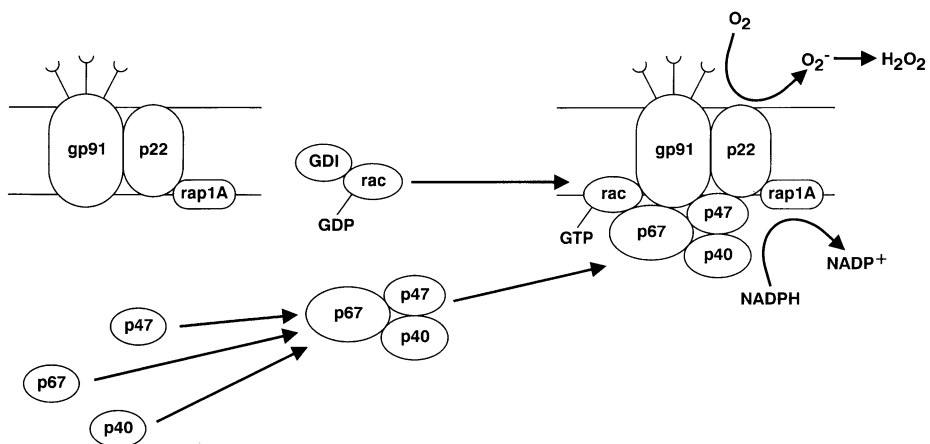 gp91
p22
rap1A
GDI
rac
GDP
p47
p67
p40
p67
p47
p40
O2
O2-
H2O2
gp91
p22
rac
rap1A
GTP
p67
p47
p40
NADP+
NADPH